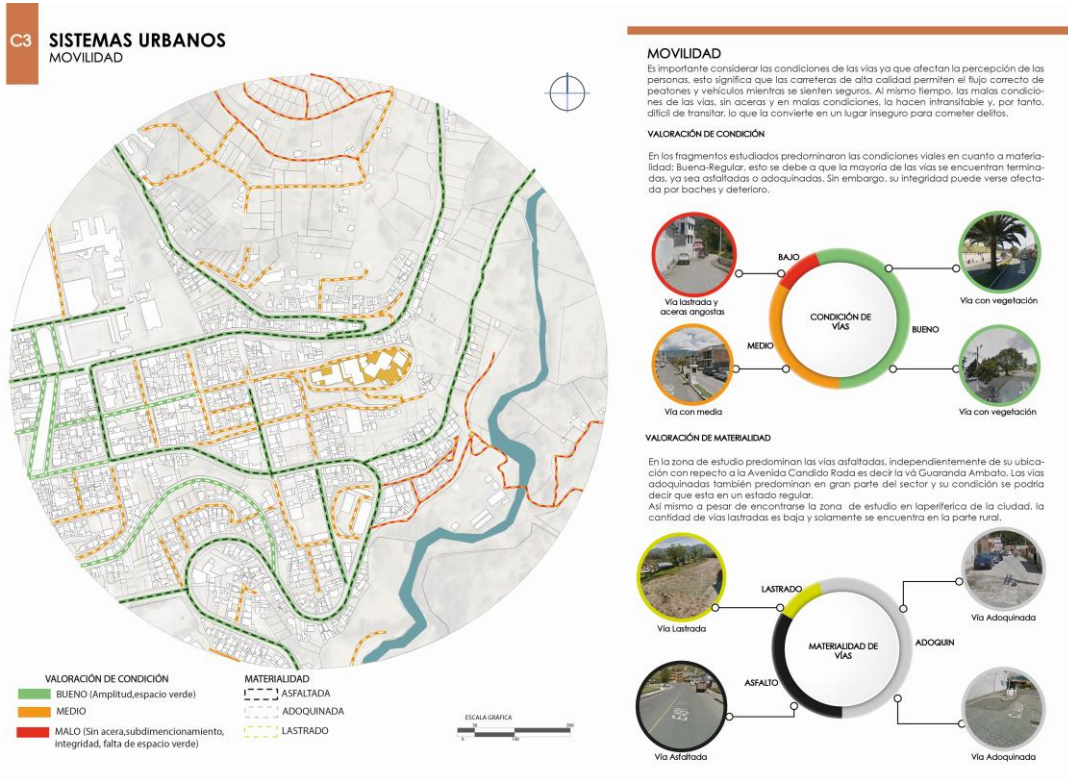 C3
SISTEMAS URBANOS
MOVILIDAD
MOVILIDAD
Es importante considerar las condiciones de las vías ya que afectan la percepción de las
personas, esto significa que las carreteras de alta calidad permiten el flujo correcto de
peatones y vehículos mientras se sienten seguros. Al mismo tiempo, las malas condicio-
nes de las vías, sin aceras y en malas condiciones, la hacen intransitable y, por tanto,
difícil de transitar, lo que la convierte en un lugar inseguro para cometer delitos.
VALORACIÓN DE CONDICIÓN
En los fragmentos estudiados predominaron las condiciones viales en cuanto a materia-
lidad: Buena-Regular, esto se debe a que la mayoría de las vías se encuentran termina-
das, ya sea asfaltadas o adoquinadas. Sin embargo, su integridad puede verse afecta-
da por baches y deterioro.
BAJO
Vía lastrada y
aceras angostas
Vía con vegetación
CONDICIÓN DE
VÍAS
BUENO
MEDIO
Vía con media
Vía con vegetación
VALORACIÓN DE MATERIALIDAD
En la zona de estudio predominan las vías asfaltadas, independientemente de su ubica-
ción con repecto a la Avenida Candido Rada es decir la vá Guaranda Ambato. Las vías
adoquinadas también predominan en gran parte del sector y su condición se podría
decir que esta en un estado regular.
Así mismo a pesar de encontrarse la zona de estudio en laperiferica de la ciudad, la
cantidad de vías lastradas es baja y solamente se encuentra en la parte rural.
LASTRADO
Vía Lastrada
Vía Adoquinada
MATERIALIDAD DE
VÍAS
ADOQUIN
ASFALTO
E491
Vía Asfaltada
Vía Adoquinada
VALORACIÓN DE CONDICIÓN
BUENO (Amplitud,espacio verde)
MEDIO
MALO (Sin acera,subdimencionamiento,
integridad, falta de espacio verde)
MATERIALIDAD
ASFALTADA
ADOQUINADA
LASTRADO
ESCALA GRÁFICA
50 200
0 100